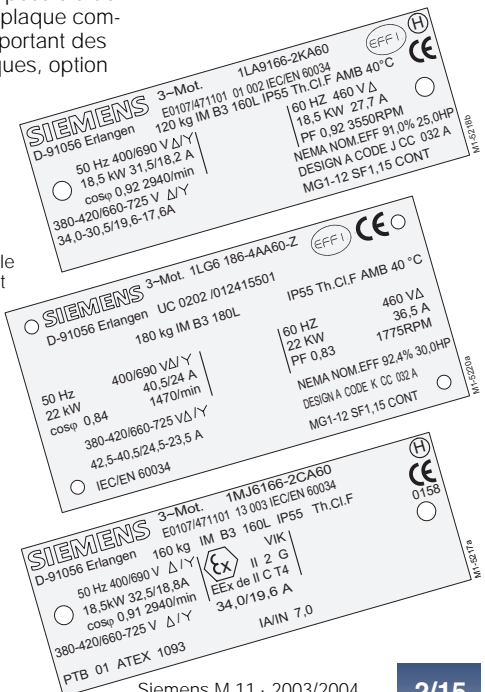 plaque com-
portant des
ques, option
le
t
SIEMENS
D-91056 Erlangen
3~Mot. 1LA9166-2KA60
E0107/471101 01 002 IEC/EN 60034
120 kg IM B3 160L IP55 Th.Cl.F AMB 40°C
EFF I
CE
H
50 Hz 400/690 V Δ/Y
18,5 kW 31,5/18,2 A
cosφ 0,92 2940/min
380-420/660-725 V Δ/Y
34,0-30,5/19,6-17,6A
60 HZ 460 V Δ
18,5 KW 27,7 A
PF 0,92 3550RPM
NEMA NOM.EFF 91,0% 25,0HP
DESIGN A CODE J CC 032 A
MG1-12 SF1,15 CONT
M1-5218b
SIEMENS
D-91056 Erlangen
3~Mot. 1LG6 186-4AA60-Z
UC 0202 /012415501
180 kg IM B3 180L
IP55 Th.Cl.F AMB 40 °C
EFF I
CE
50 Hz 400/690 VΔ/Y
22 kW 40,5/24 A
cosφ 0,84 1470/min
380-420/660-725 VΔ/Y
42,5-40,5/24,5-23,5 A
IEC/EN 60034
60 HZ 460 VΔ
22 KW 36,5 A
PF 0,83 1775RPM
NEMA NOM.EFF 92,4% 30,0HP
DESIGN A CODE K CC 032 A
MG1-12 SF1,15 CONT
M1-5220a
SIEMENS
D-91056 Erlangen
3~Mot. 1MJ6166-2CA60
E0107/471101 13 003 IEC/EN 60034
160 kg IM B3 160L IP55 Th.Cl.F
H
CE
0158
50 Hz 400/690 V Δ/Y
18,5kW 32,5/18,8A
cosφ 0,91 2940/min
380-420/660-725 V Δ/Y
34,0/19,6 A
Ex
VIK
II 2 G
EEx de II C T4
PTB 01 ATEX 1093
IA/IN 7,0
M1-5217a
Siemens M 11 · 2003/2004
2/15